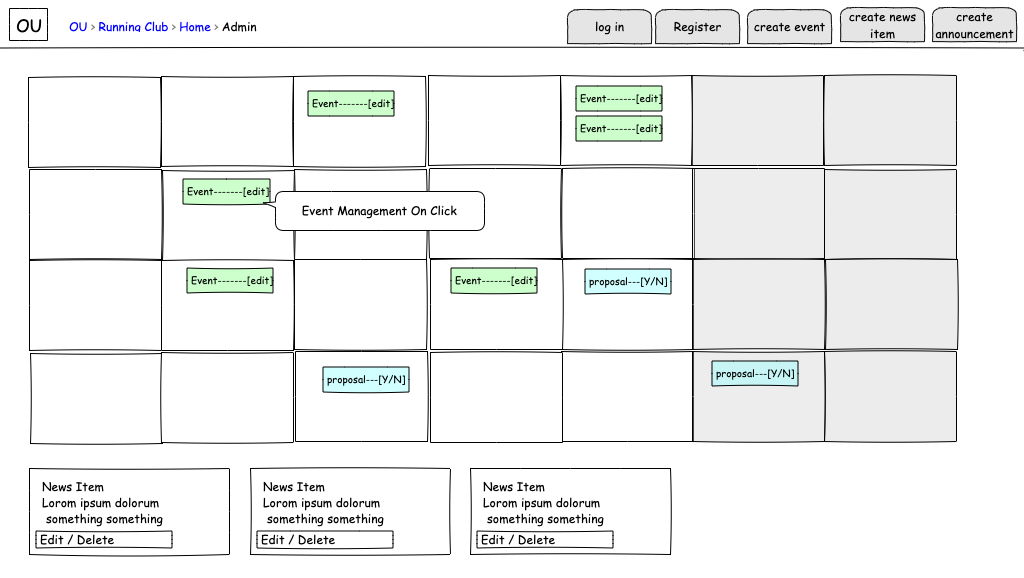 OU
OU > Running Club > Home > Admin
log in
Register
create event
create news
item
create
announcement
Event-------[edit]
Event-------[edit]
Event-------[edit]
Event-------[edit]
Event Management On Click
Event-------[edit]
Event-------[edit]
proposal---[Y/N]
proposal---[Y/N]
proposal---[Y/N]
News Item
Lorom ipsum dolorum
something something
Edit / Delete
News Item
Lorom ipsum dolorum
something something
Edit / Delete
News Item
Lorom ipsum dolorum
something something
Edit / Delete